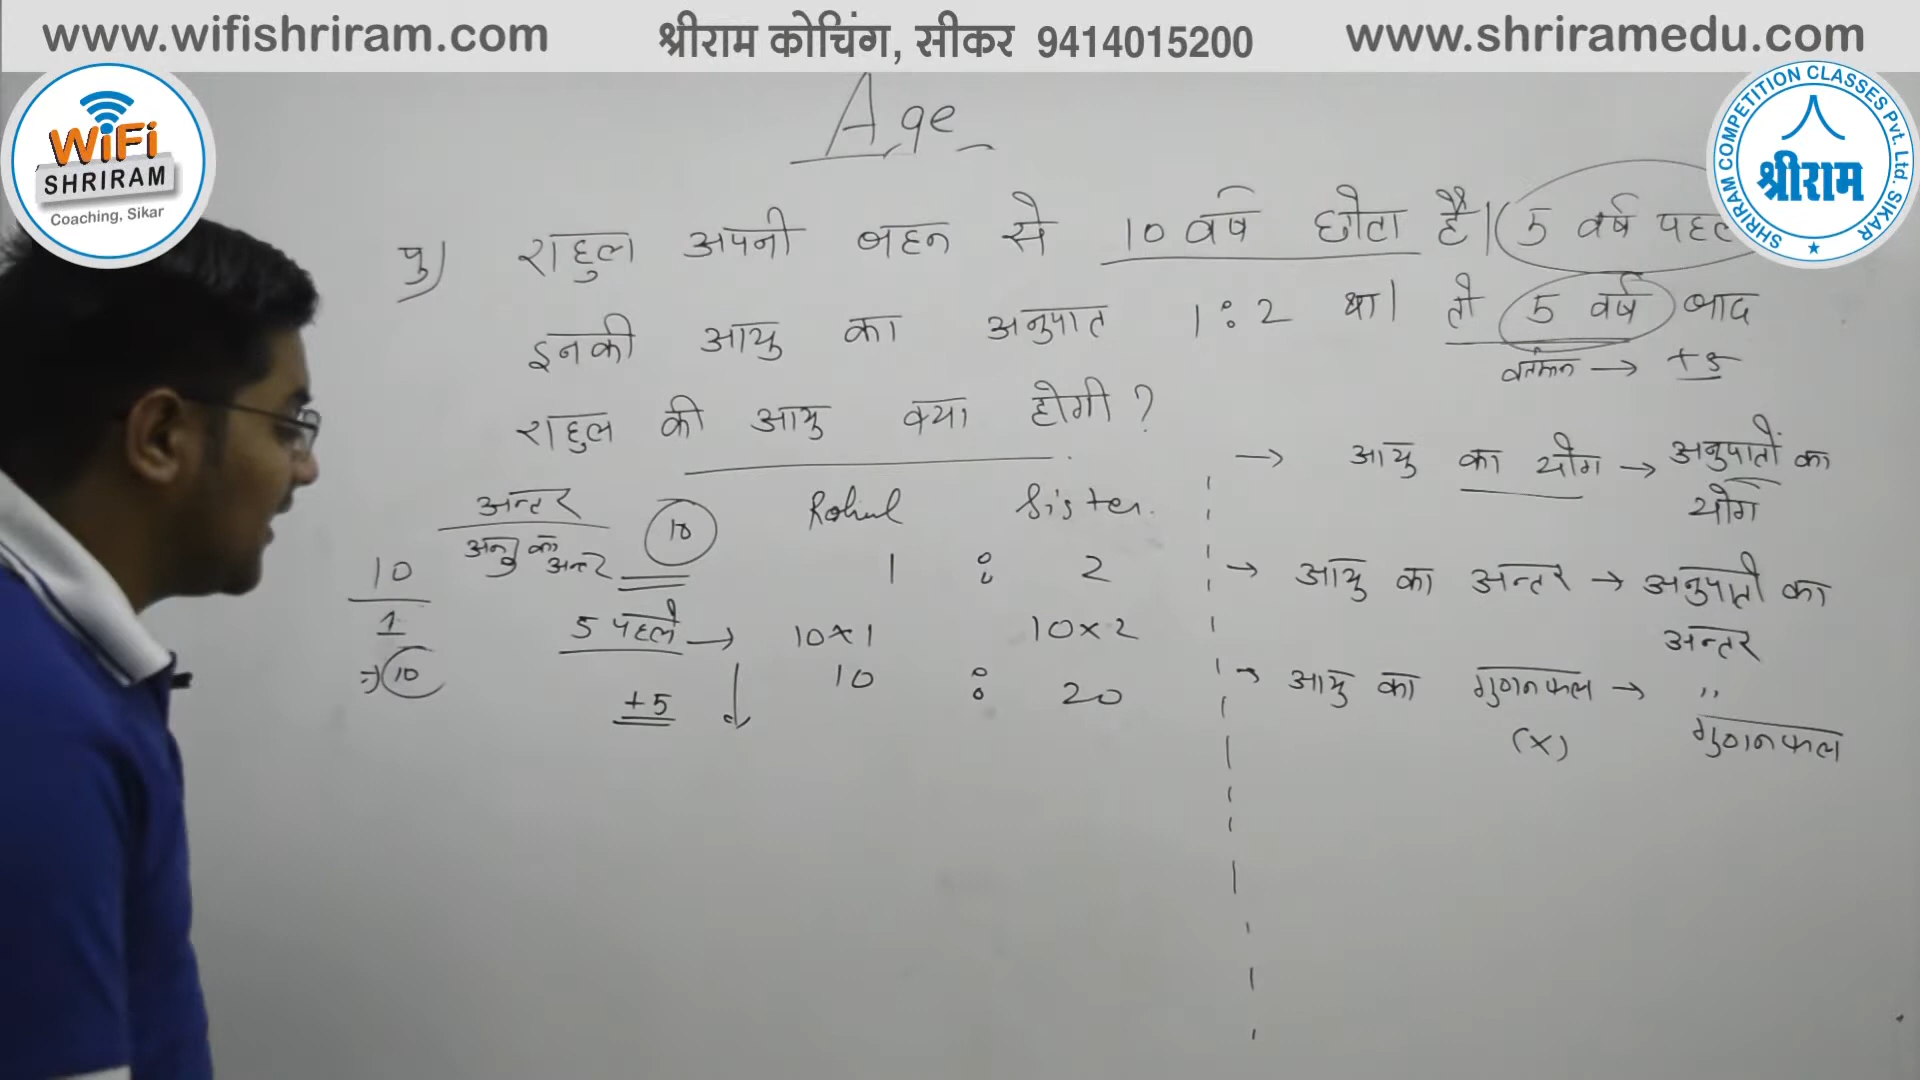 www.wifishriram.com
श्रीराम कोचिंग, सीकर 9414015200
www.shriramedu.com
WiFi
SHRIRAM
Coaching, Sikar
SHRIRAM COMPETITION CLASSES Pvt. Ltd. SIKAR
श्रीराम
Age
प्र) राहुल अपनी बहन से 10 वर्ष छोटा है। (5 वर्ष
इनकी आयु का अनुपात 1:2 था। तो 5 वर्ष बाद
राहुल की आयु क्या होगी?
वर्तमान → +5
अन्तर
अनु का अन्तर
10
10
1
=) 10
Rahul Sister
1 : 2
5 पहले → 10×1 10×2
+5 ↓ 10 : 20
→ आयु का योग → अनुपातों का
योग
→ आयु का अन्तर → अनुपातों का
अन्तर
→ आयु का गुणनफल → ,,
(×) गुणनफल